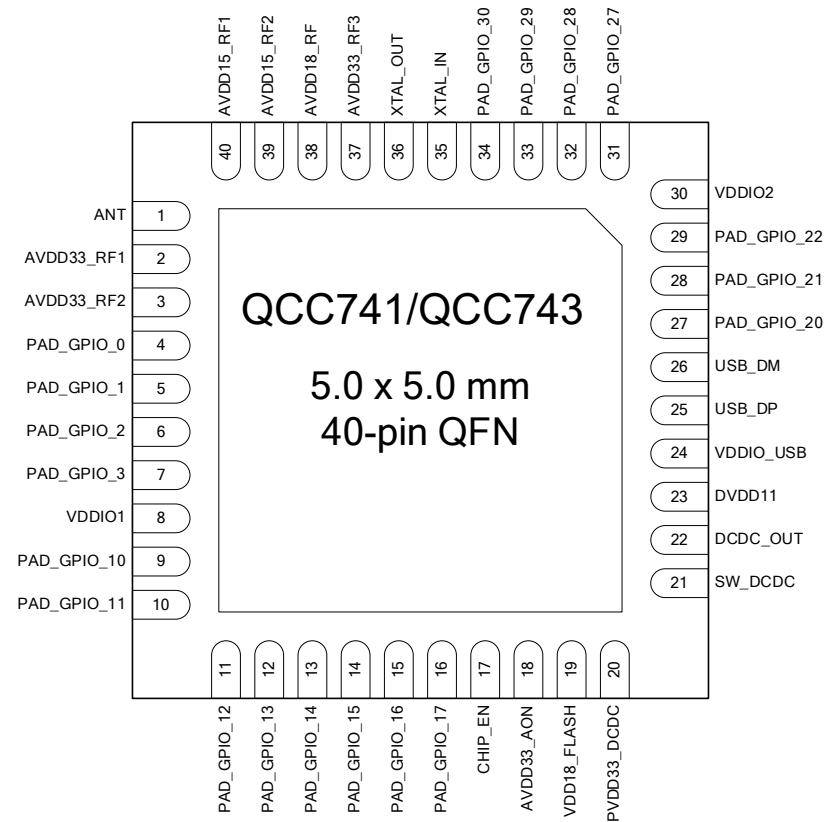 AVDD15_RF1
AVDD15_RF2
AVDD18_RF
AVDD33_RF3
XTAL_OUT
XTAL_IN
PAD_GPIO_30
PAD_GPIO_29
PAD_GPIO_28
PAD_GPIO_27
40
39
38
37
36
35
34
33
32
31
ANT 1
AVDD33_RF1 2
AVDD33_RF2 3
PAD_GPIO_0 4
PAD_GPIO_1 5
PAD_GPIO_2 6
PAD_GPIO_3 7
VDDIO1 8
PAD_GPIO_10 9
PAD_GPIO_11 10
QCC741/QCC743
5.0 x 5.0 mm
40-pin QFN
30 VDDIO2
29 PAD_GPIO_22
28 PAD_GPIO_21
27 PAD_GPIO_20
26 USB_DM
25 USB_DP
24 VDDIO_USB
23 DVDD11
22 DCDC_OUT
21 SW_DCDC
11
12
13
14
15
16
17
18
19
20
PAD_GPIO_12
PAD_GPIO_13
PAD_GPIO_14
PAD_GPIO_15
PAD_GPIO_16
PAD_GPIO_17
CHIP_EN
AVDD33_AON
VDD18_FLASH
PVDD33_DCDC